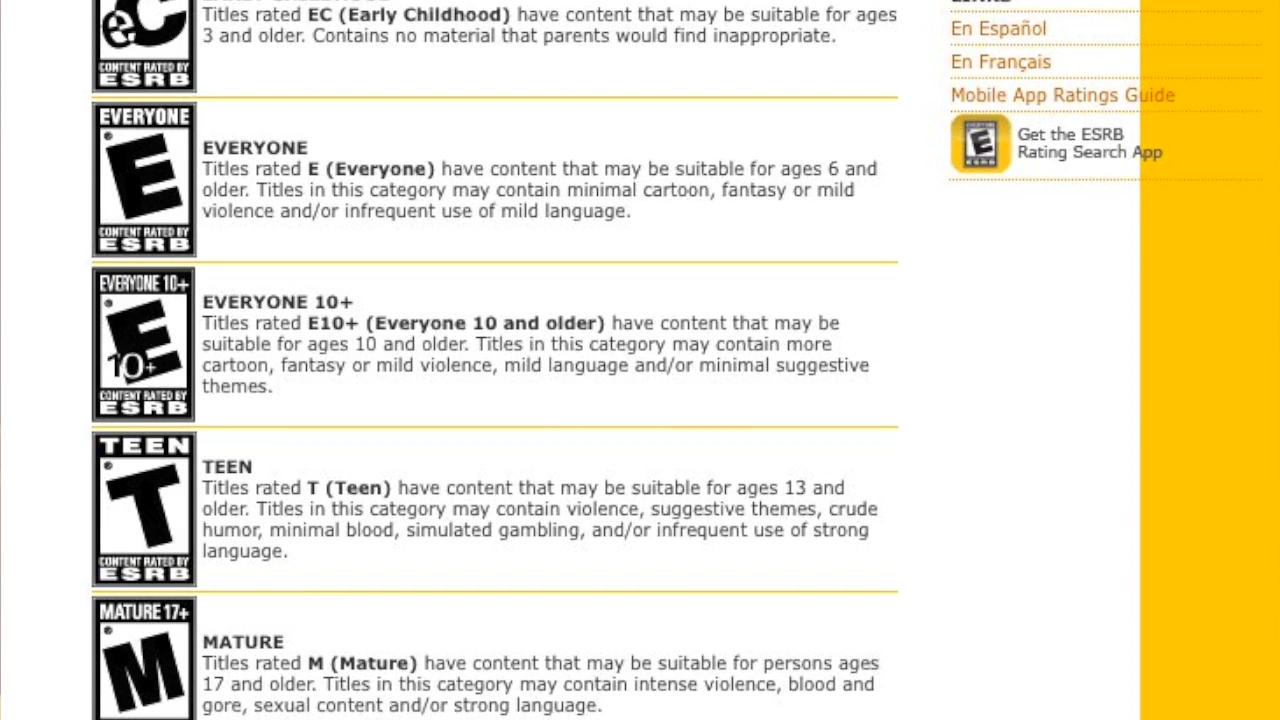 eC
CONTENT RATED BY
ESRB
Titles rated EC (Early Childhood) have content that may be suitable for ages
3 and older. Contains no material that parents would find inappropriate.
EVERYONE
E
CONTENT RATED BY
ESRB
EVERYONE
Titles rated E (Everyone) have content that may be suitable for ages 6 and
older. Titles in this category may contain minimal cartoon, fantasy or mild
violence and/or infrequent use of mild language.
EVERYONE 10+
E
10+
CONTENT RATED BY
ESRB
EVERYONE 10+
Titles rated E10+ (Everyone 10 and older) have content that may be
suitable for ages 10 and older. Titles in this category may contain more
cartoon, fantasy or mild violence, mild language and/or minimal suggestive
themes.
TEEN
T
CONTENT RATED BY
ESRB
TEEN
Titles rated T (Teen) have content that may be suitable for ages 13 and
older. Titles in this category may contain violence, suggestive themes, crude
humor, minimal blood, simulated gambling, and/or infrequent use of strong
language.
MATURE 17+
M
MATURE
Titles rated M (Mature) have content that may be suitable for persons ages
17 and older. Titles in this category may contain intense violence, blood and
gore, sexual content and/or strong language.
En Español
En Français
Mobile App Ratings Guide
EVERYONE
E
ESRB
Get the ESRB
Rating Search App